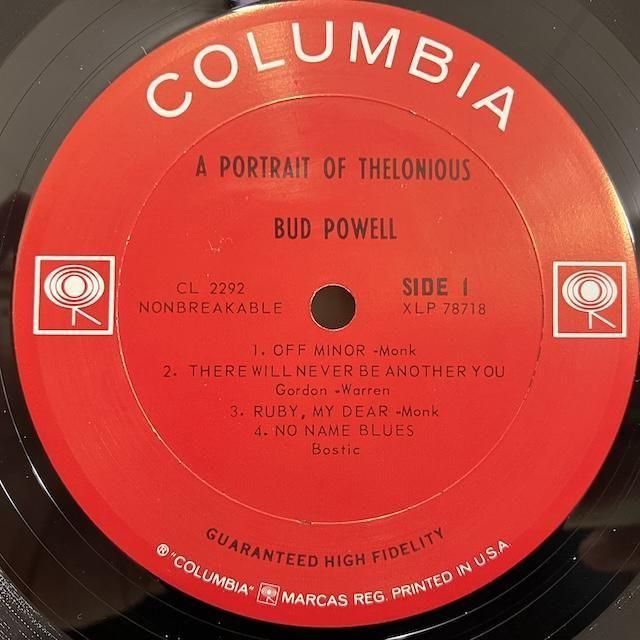 COLUMBIA
A PORTRAIT OF THELONIOUS
BUD POWELL
CL 2292
NONBREAKABLE
SIDE 1
XLP 78718
1. OFF MINOR -Monk
2. THERE WILL NEVER BE ANOTHER YOU
Gordon -Warren
3. RUBY, MY DEAR -Monk
4. NO NAME BLUES
Bostic
GUARANTEED HIGH FIDELITY
® "COLUMBIA" MARCAS REG. PRINTED IN U.S.A.